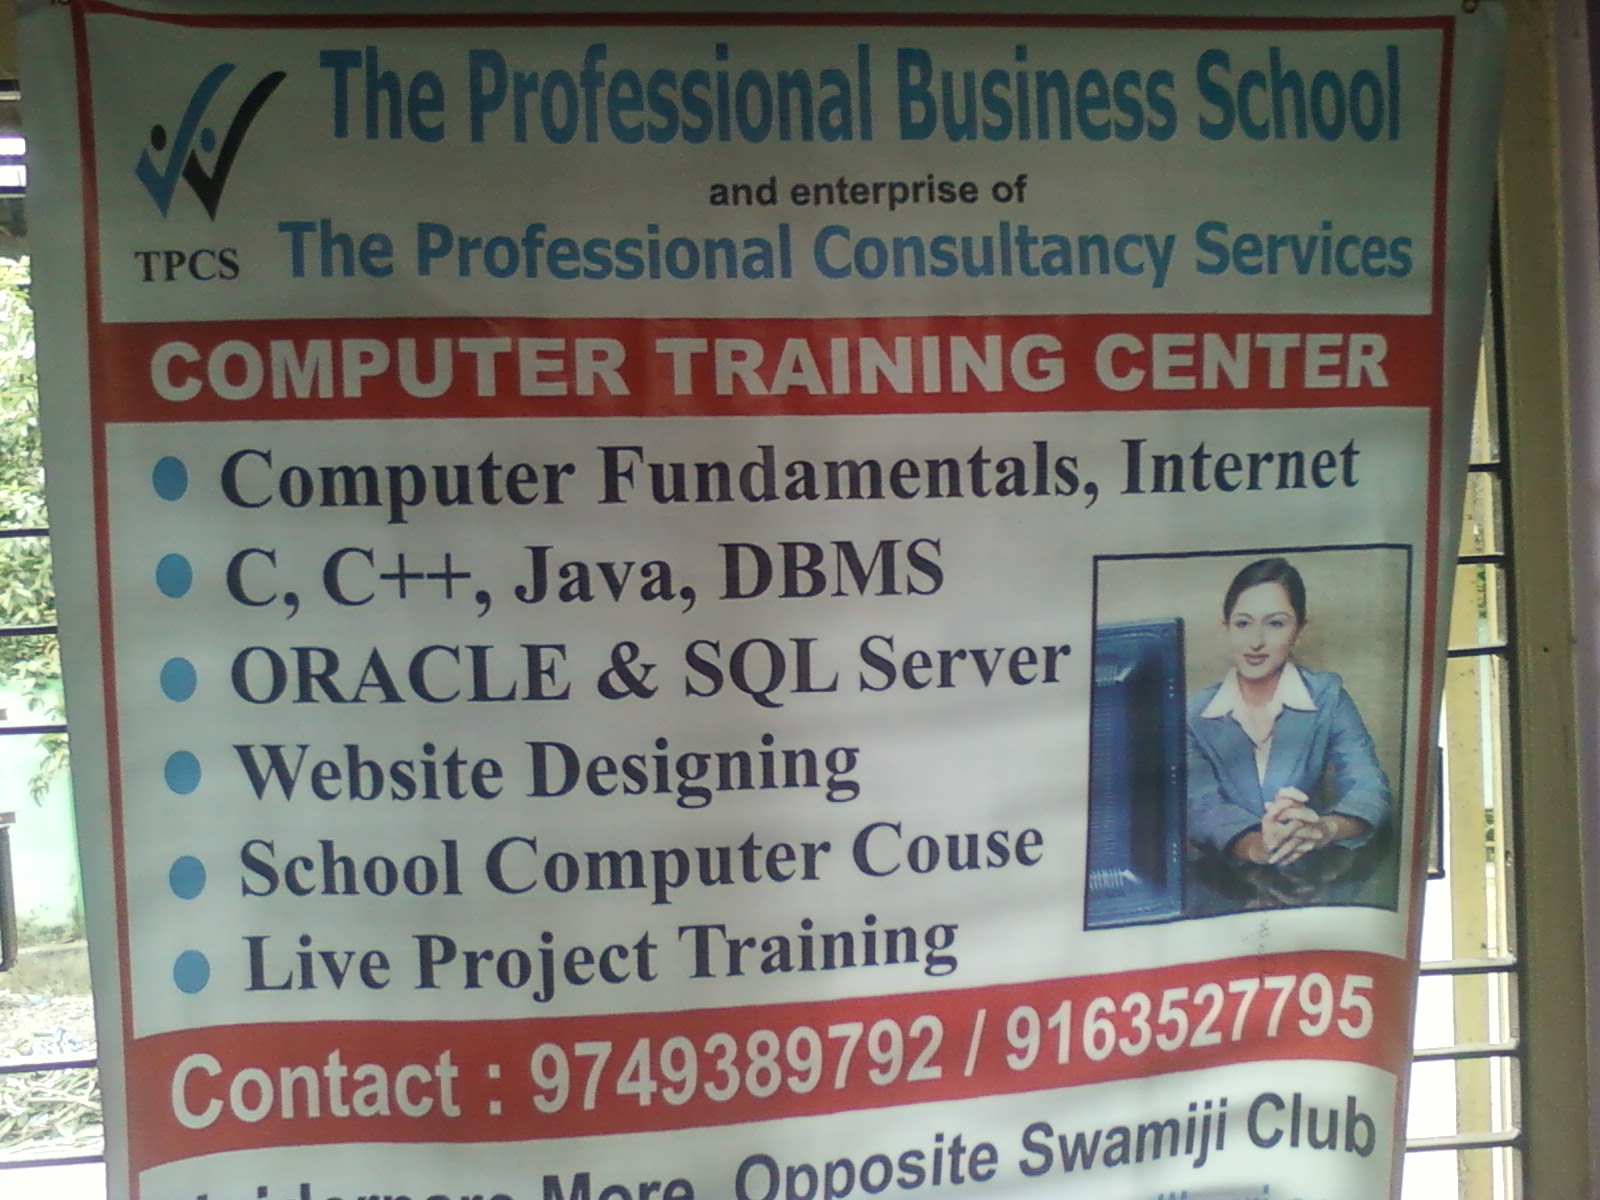 The Professional Business School
and enterprise of
TPCS The Professional Consultancy Services
COMPUTER TRAINING CENTER
Computer Fundamentals, Internet
C, C++, Java, DBMS
ORACLE & SQL Server
Website Designing
School Computer Couse
Live Project Training
Contact : 9749389792 / 9163527795
More, Opposite Swamiji Club